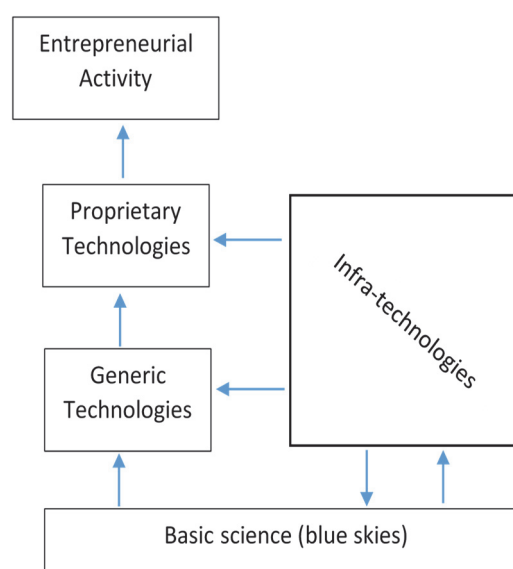 Entrepreneurial
Activity
Proprietary
Technologies
Infra-technologies
Generic
Technologies
Basic science (blue skies)